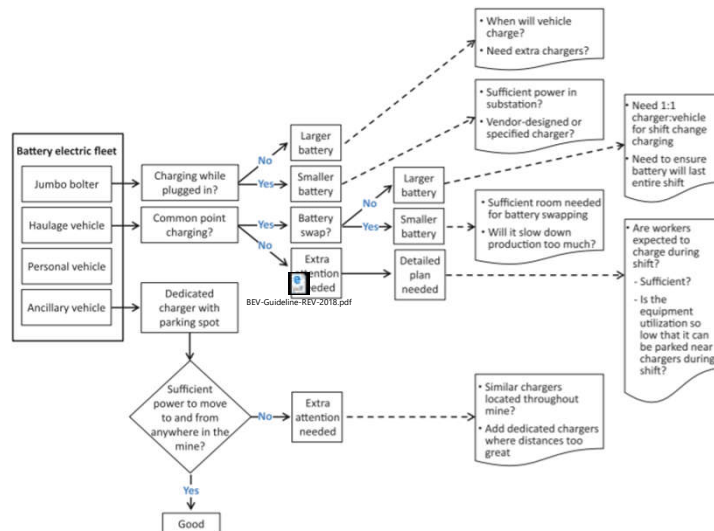 • When will vehicle
charge?
• Need extra chargers?
• Sufficient power in
substation?
• Vendor-designed or
specified charger?
• Need 1:1
charger:vehicle
for shift change
charging
• Need to ensure
battery will last
entire shift
Battery electric fleet
Jumbo bolter
Haulage vehicle
Personal vehicle
Ancillary vehicle
Charging while
plugged in?
No
Yes
Larger
battery
Smaller
battery
Common point
charging?
Yes
No
Battery
swap?
No
Yes
Larger
battery
Smaller
battery
• Sufficient room needed
for battery swapping
• Will it slow down
production too much?
Extra
needed
Detailed
plan
needed
• Are workers
expected to
charge during
shift?
- Sufficient?
- Is the
equipment
utilization so
low that it can
be parked near
chargers during
shift?
BEV-Guideline-REV-2018.pdf
Dedicated
charger with
parking spot
Sufficient
power to move
to and from
anywhere in the
mine?
No
Extra
attention
needed
• Similar chargers
located throughout
mine?
• Add dedicated chargers
where distances too
great
Yes
Good